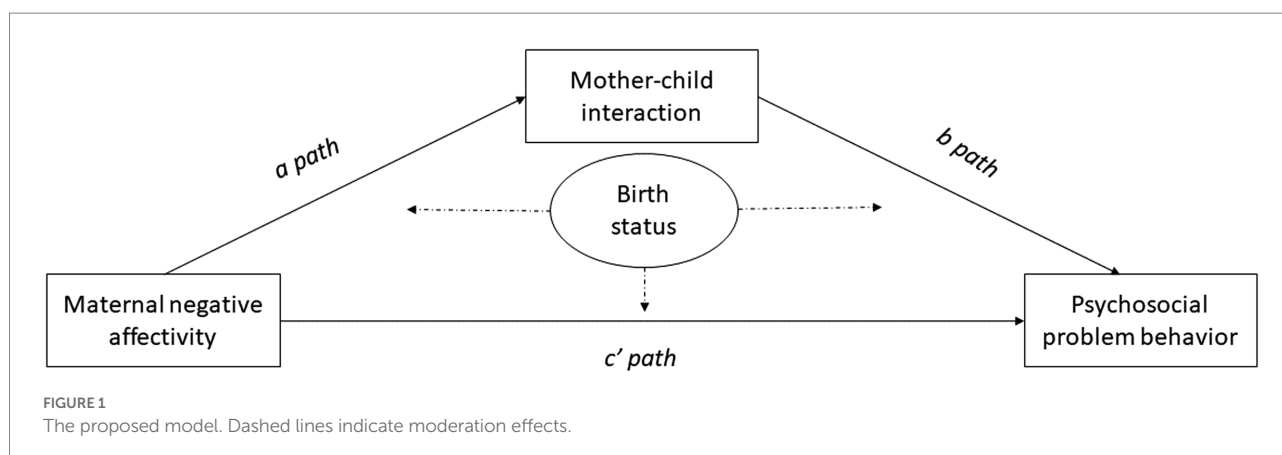 Mother-child
interaction
a path
b path
Birth
status
Maternal negative
affectivity
Psychosocial
problem behavior
c’ path
FIGURE 1
The proposed model. Dashed lines indicate moderation effects.